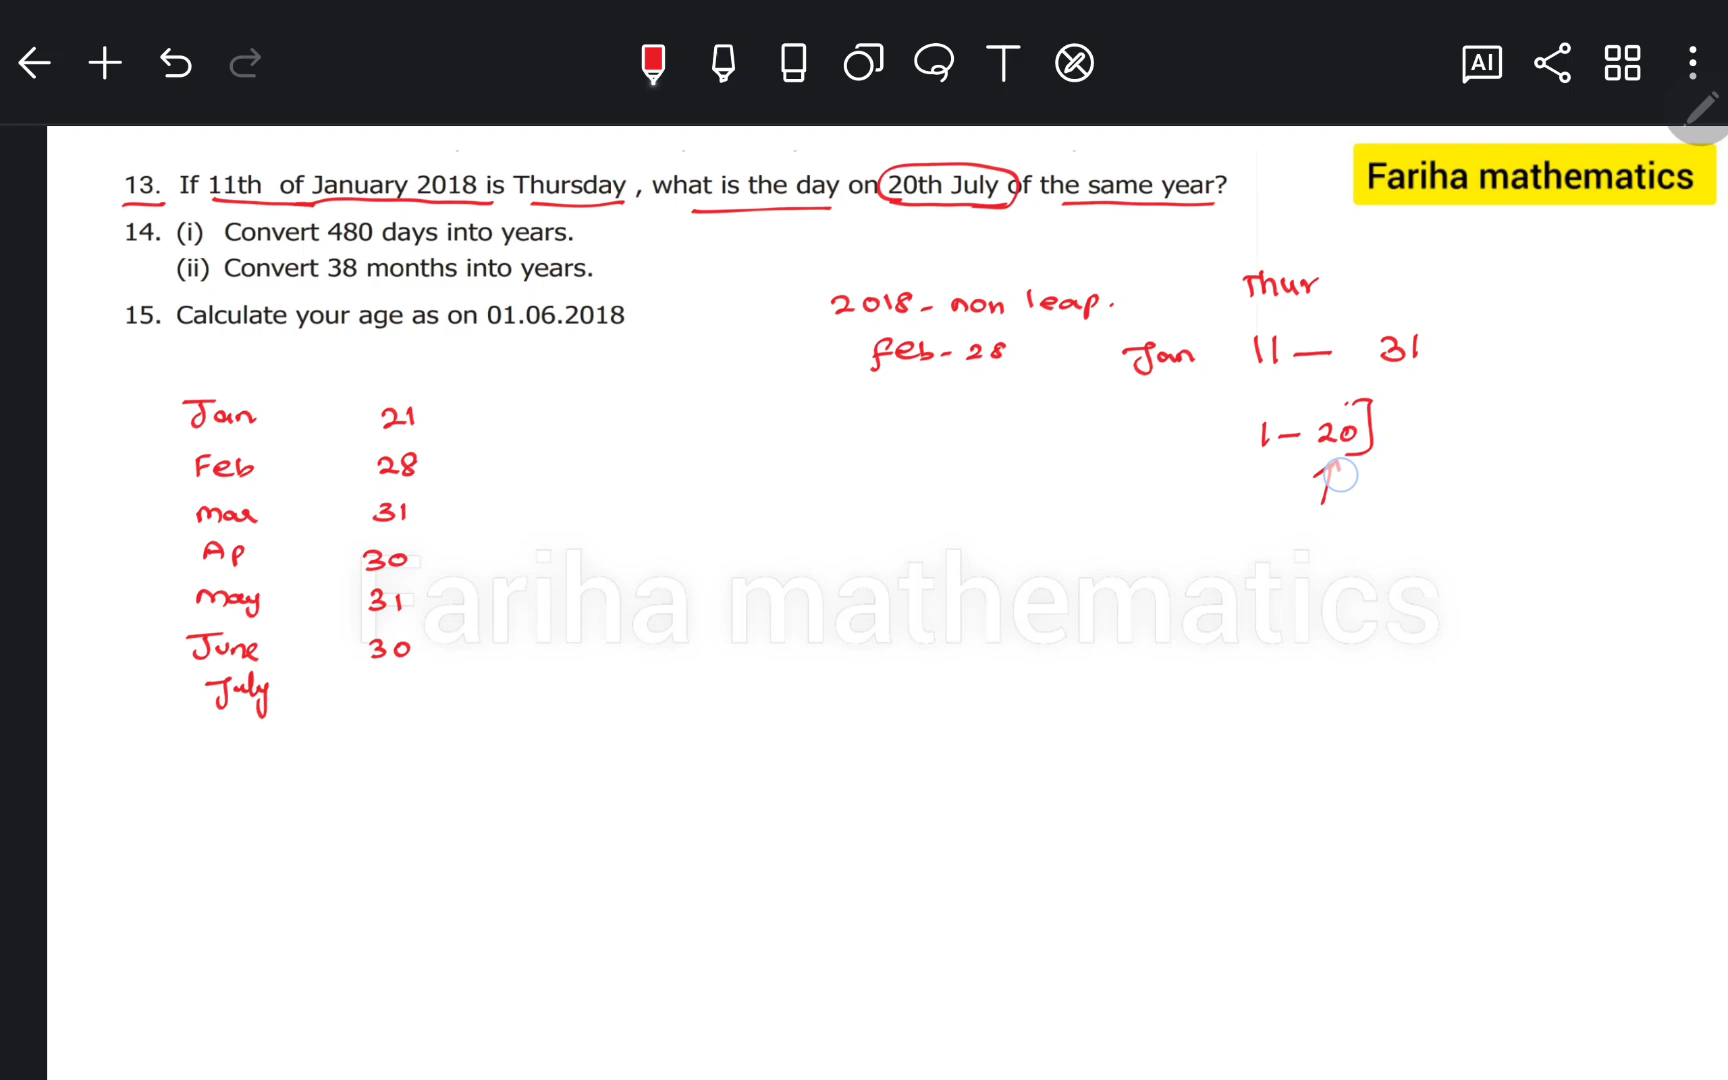 AI
13. If 11th of January 2018 is Thursday , what is the day on 20th July of the same year?
Fariha mathematics
14. (i) Convert 480 days into years.
(ii) Convert 38 months into years.
15. Calculate your age as on 01.06.2018
Thur
2018 - non leap.
feb - 28
Jan 11 — 31
1 - 20]
Jan 21
Feb 28
mar 31
Ap 30
may 31
June 30
July
Fariha mathematics